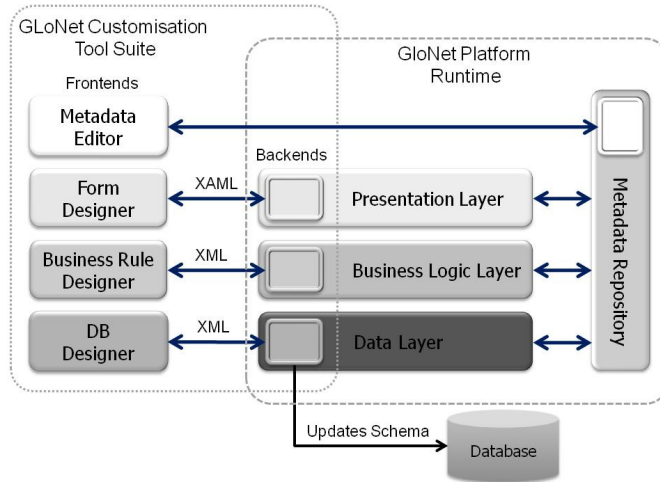 GLoNet Customisation
Tool Suite
GloNet Platform
Runtime
Frontends
Metadata
Editor
Backends
Form
Designer
XAML
Presentation Layer
Business Rule
Designer
XML
Business Logic Layer
DB
Designer
XML
Data Layer
Metadata Repository
Updates Schema
Database